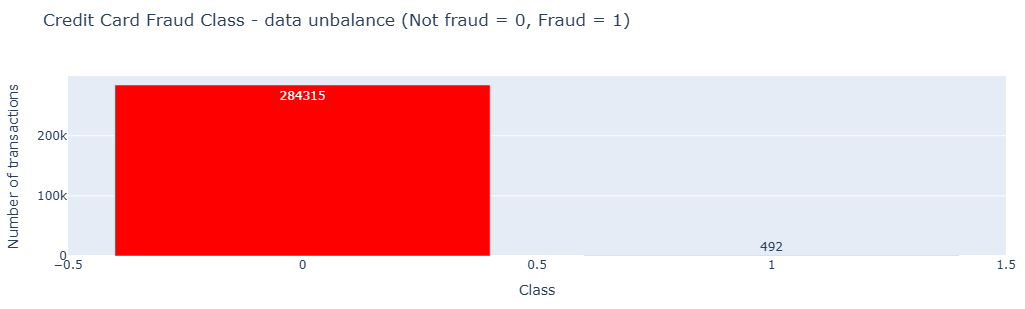 Credit Card Fraud Class - data unbalance (Not fraud = 0, Fraud = 1)
Number of transactions
284315
200k
100k
492
0
−0.5
0
0.5
1
1.5
Class